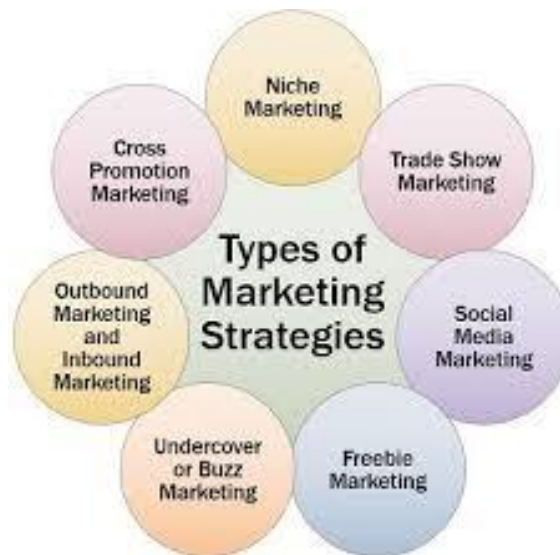 Types of
Marketing
Strategies
Niche
Marketing
Trade Show
Marketing
Social
Media
Marketing
Freebie
Marketing
Undercover
or Buzz
Marketing
Outbound
Marketing
and
Inbound
Marketing
Cross
Promotion
Marketing